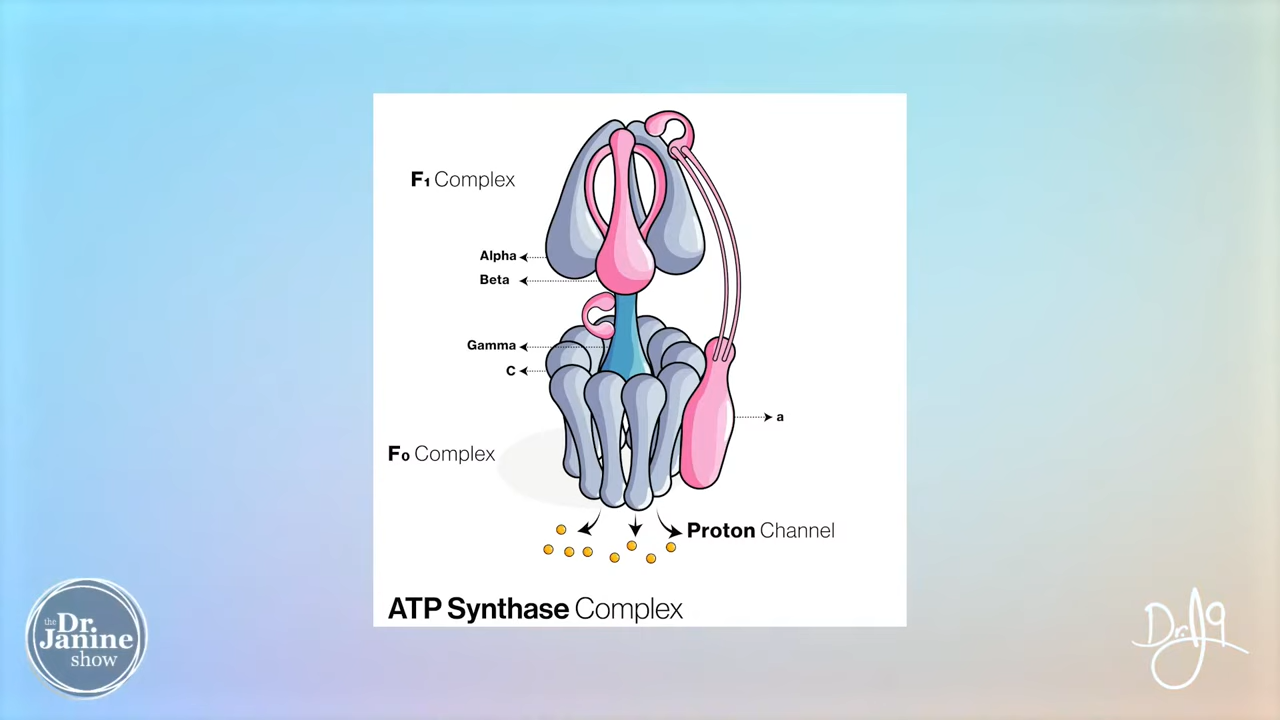 F₁ Complex
Alpha
Beta
Gamma
C
a
F₀ Complex
Proton Channel
ATP Synthase Complex
the
Dr.
Janine
show